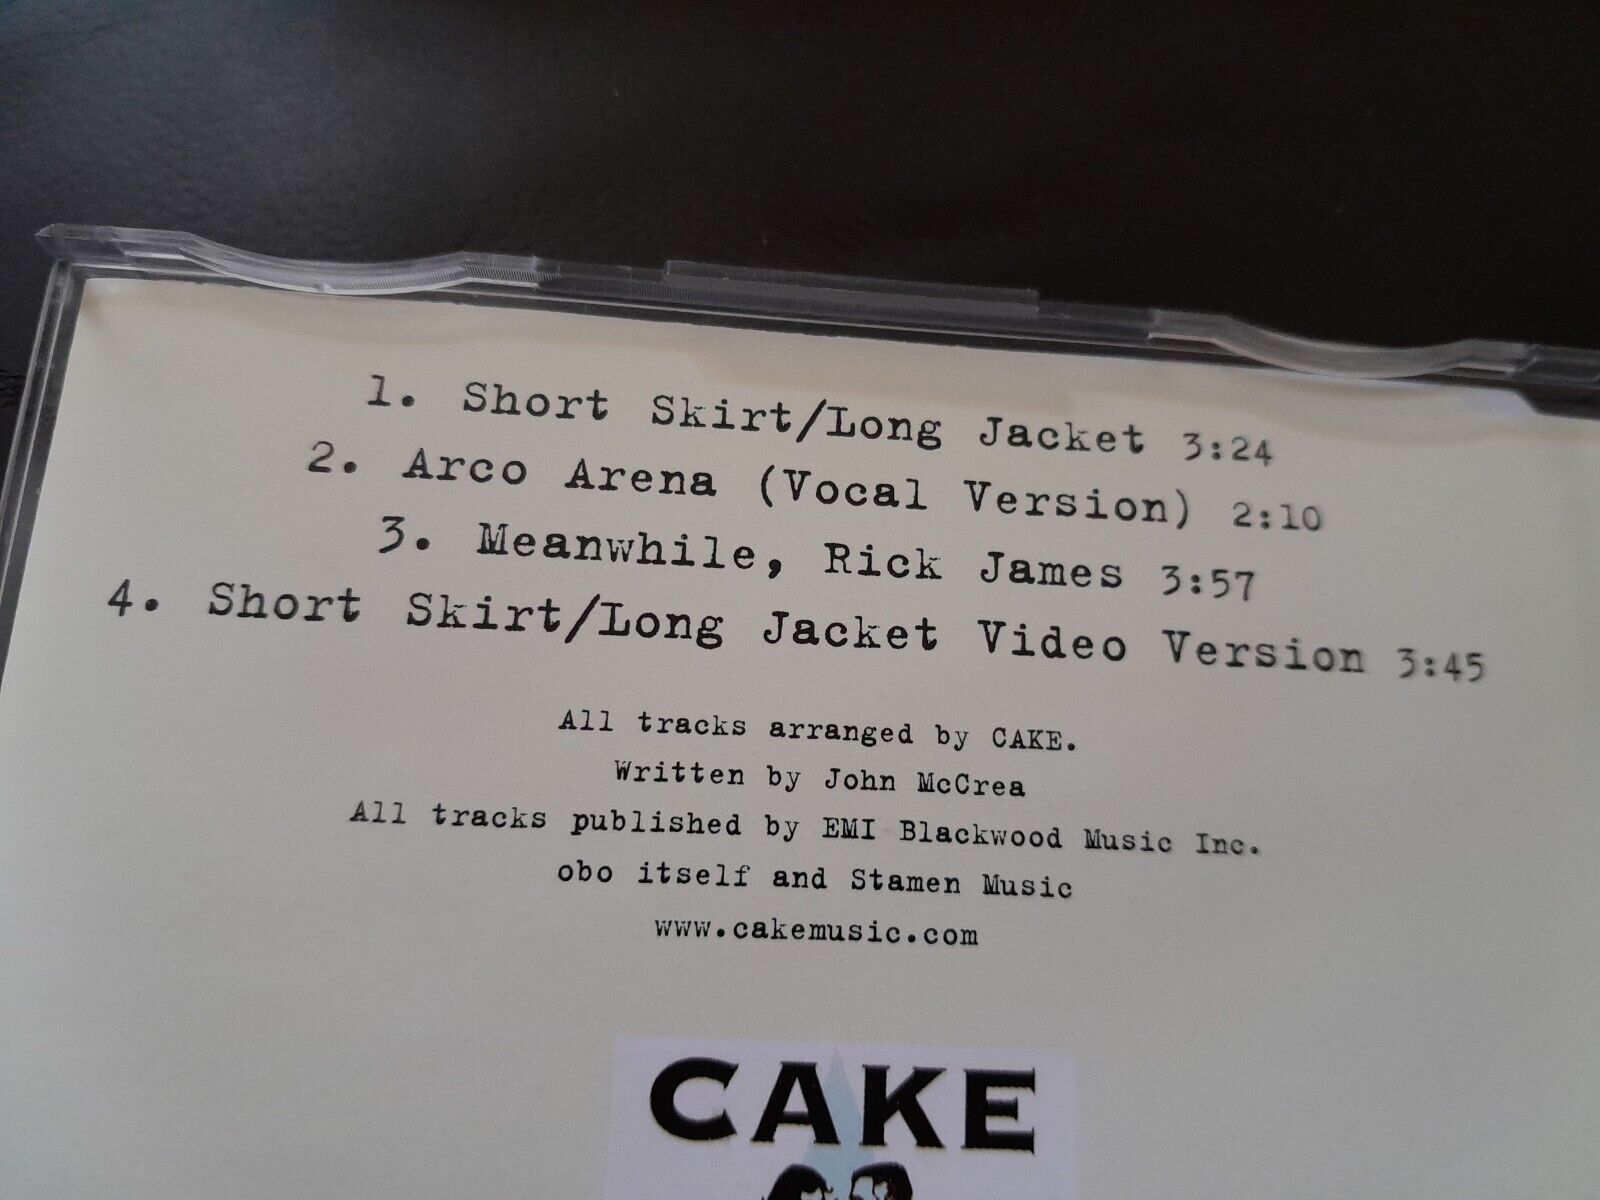 1. Short Skirt/Long Jacket 3:24
2. Arco Arena (Vocal Version) 2:10
3. Meanwhile, Rick James 3:57
4. Short Skirt/Long Jacket Video Version 3:45
All tracks arranged by CAKE.
Written by John McCrea
All tracks published by EMI Blackwood Music Inc.
obo itself and Stamen Music
www.cakemusic.com
CAKE